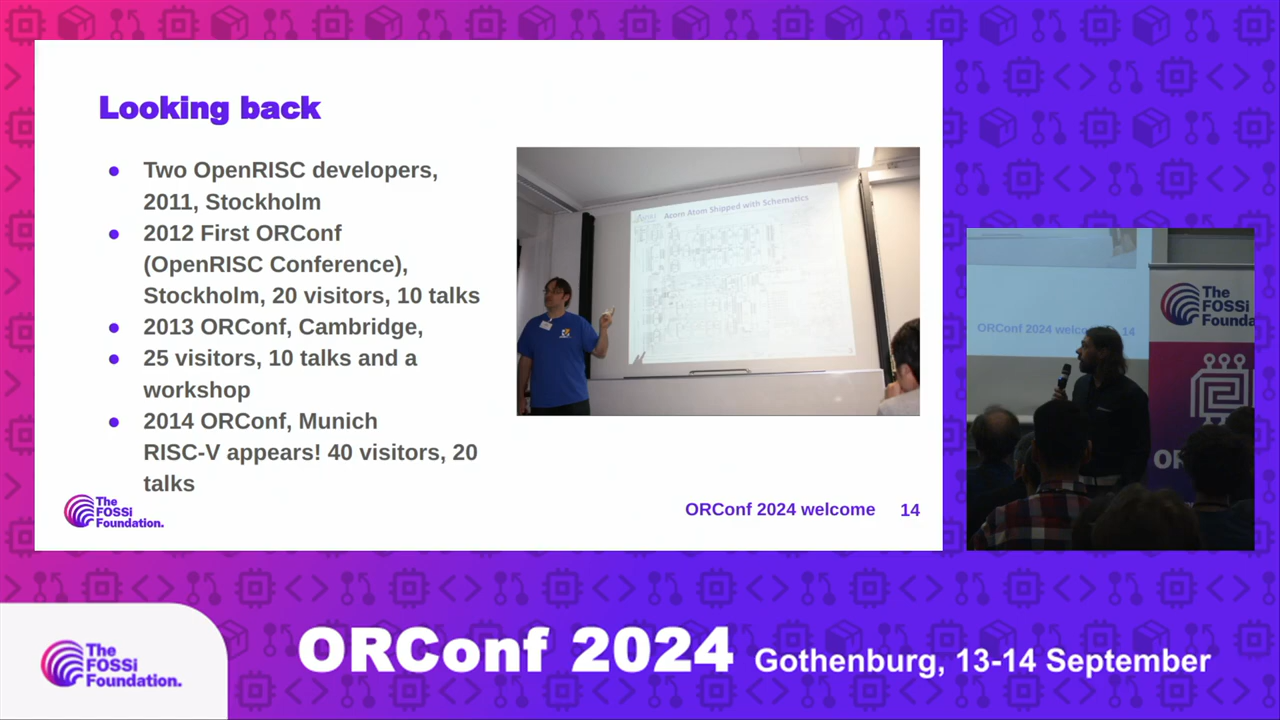 Looking back
● Two OpenRISC developers,
2011, Stockholm
● 2012 First ORConf
(OpenRISC Conference),
Stockholm, 20 visitors, 10 talks
● 2013 ORConf, Cambridge,
● 25 visitors, 10 talks and a
workshop
● 2014 ORConf, Munich
RISC-V appears! 40 visitors, 20
talks
Acorn Atom Shipped with Schematics
The
FOSSi
Foundation.
ORConf 2024 welcome 14
The
FOSSi
Founda
ORConf 2024 welco 14
OR
The
FOSSi
Foundation.
ORConf 2024 Gothenburg, 13-14 September